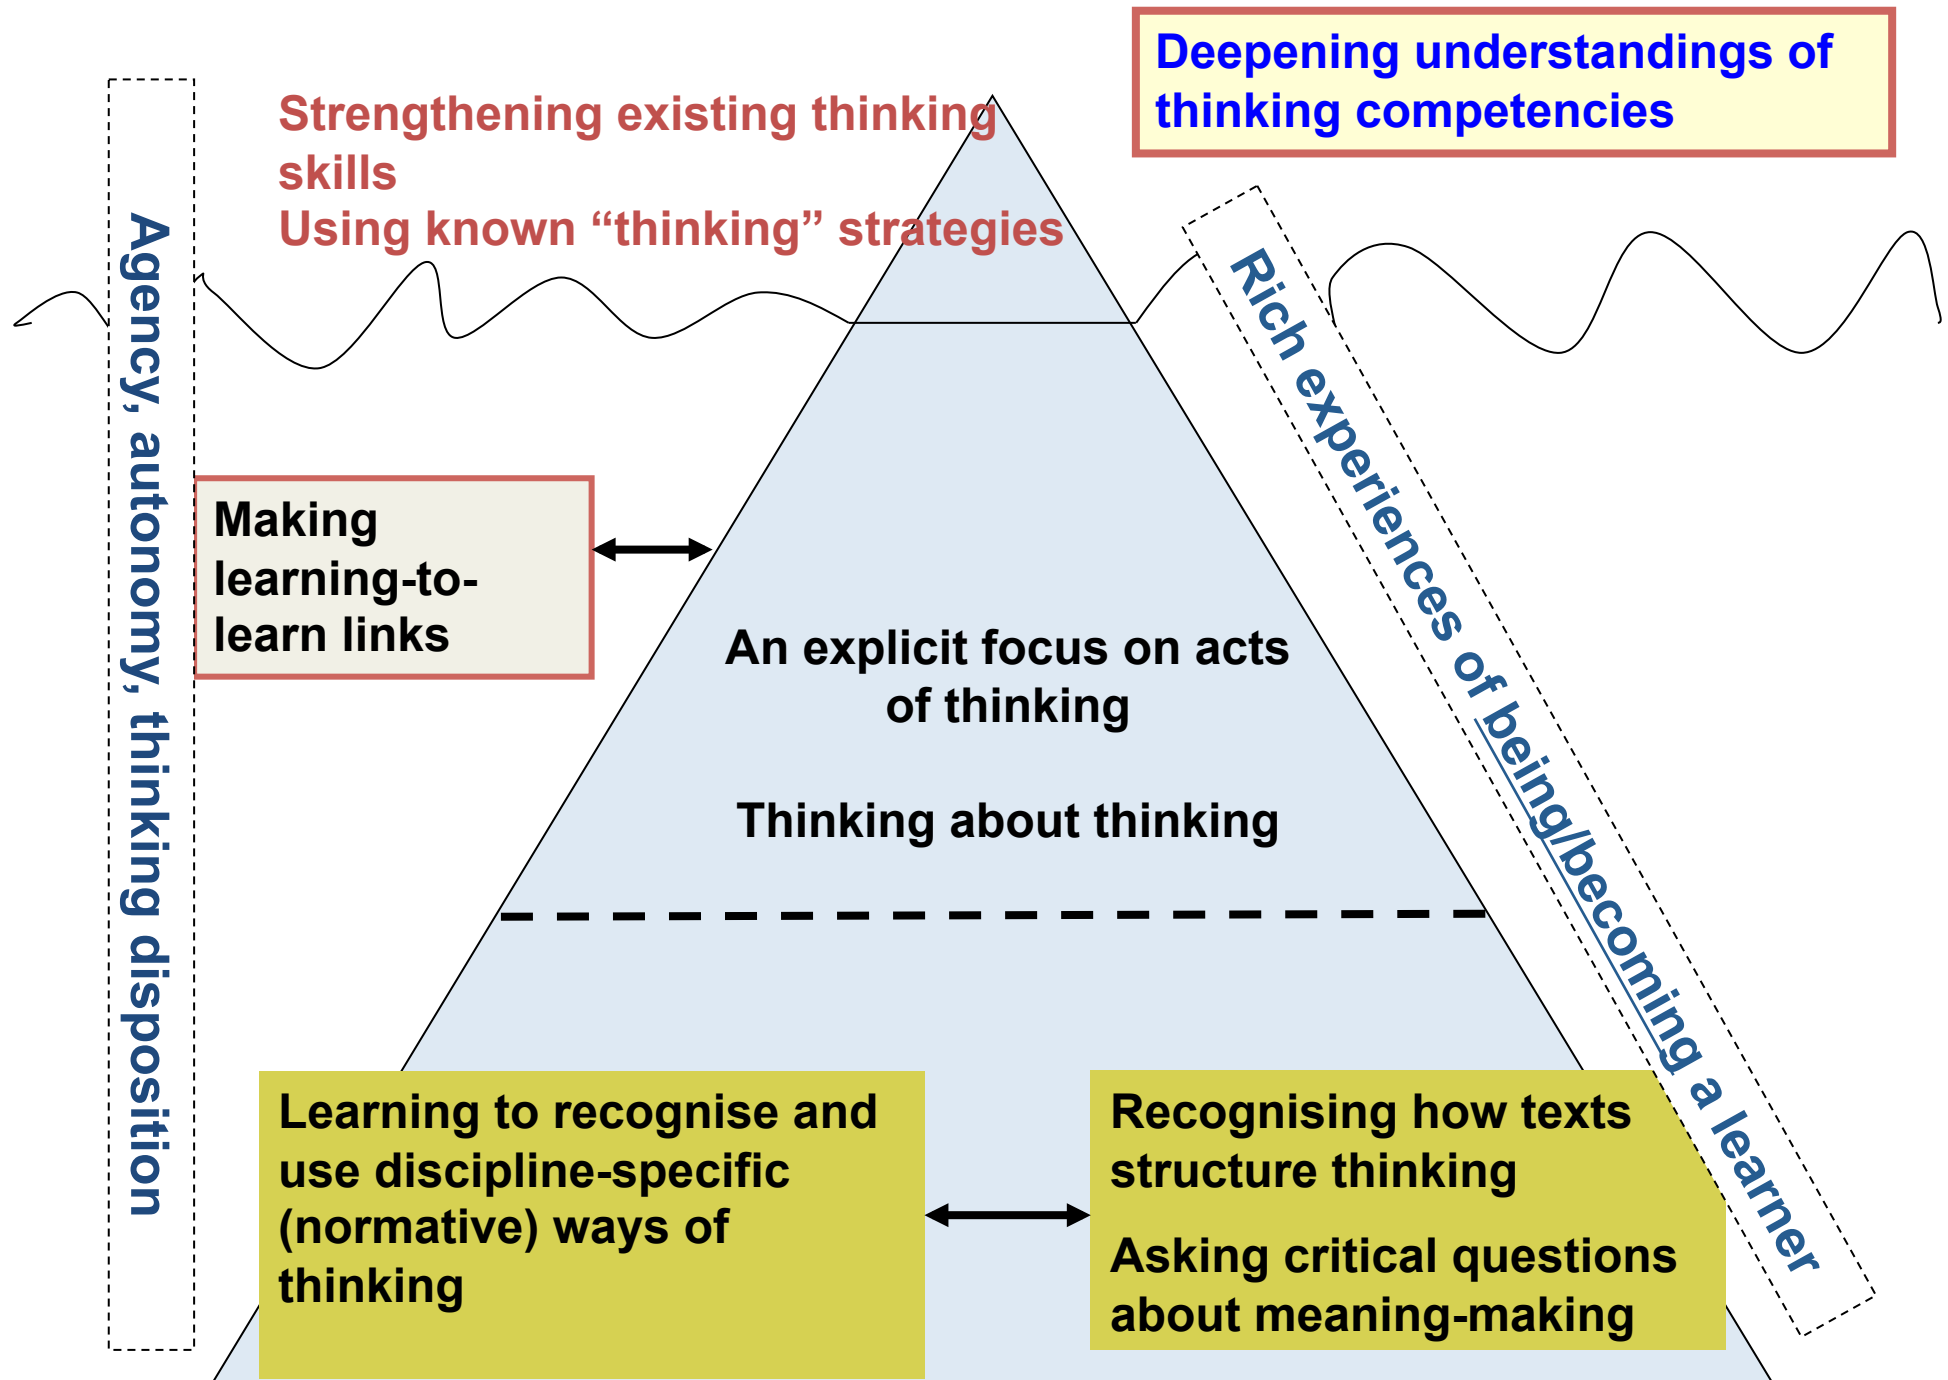 Deepening understandings of
thinking competencies
Strengthening existing thinking
skills
Using known “thinking” strategies
Agency, autonomy, thinking disposition
Rich experiences of being/becoming a learner
Making
learning-to-
learn links
An explicit focus on acts
of thinking
Thinking about thinking
Learning to recognise and
use discipline-specific
(normative) ways of
thinking
Recognising how texts
structure thinking
Asking critical questions
about meaning-making